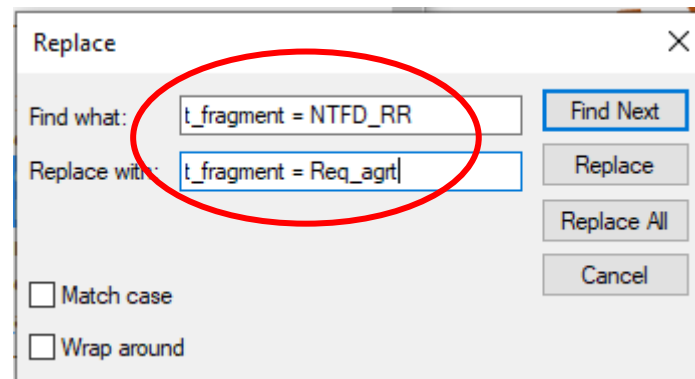 Replace
Find what: t_fragment = NTFD_RR Find Next
Replace with: t_fragment = Req_agrt Replace
Replace All
Cancel
Match case
Wrap around